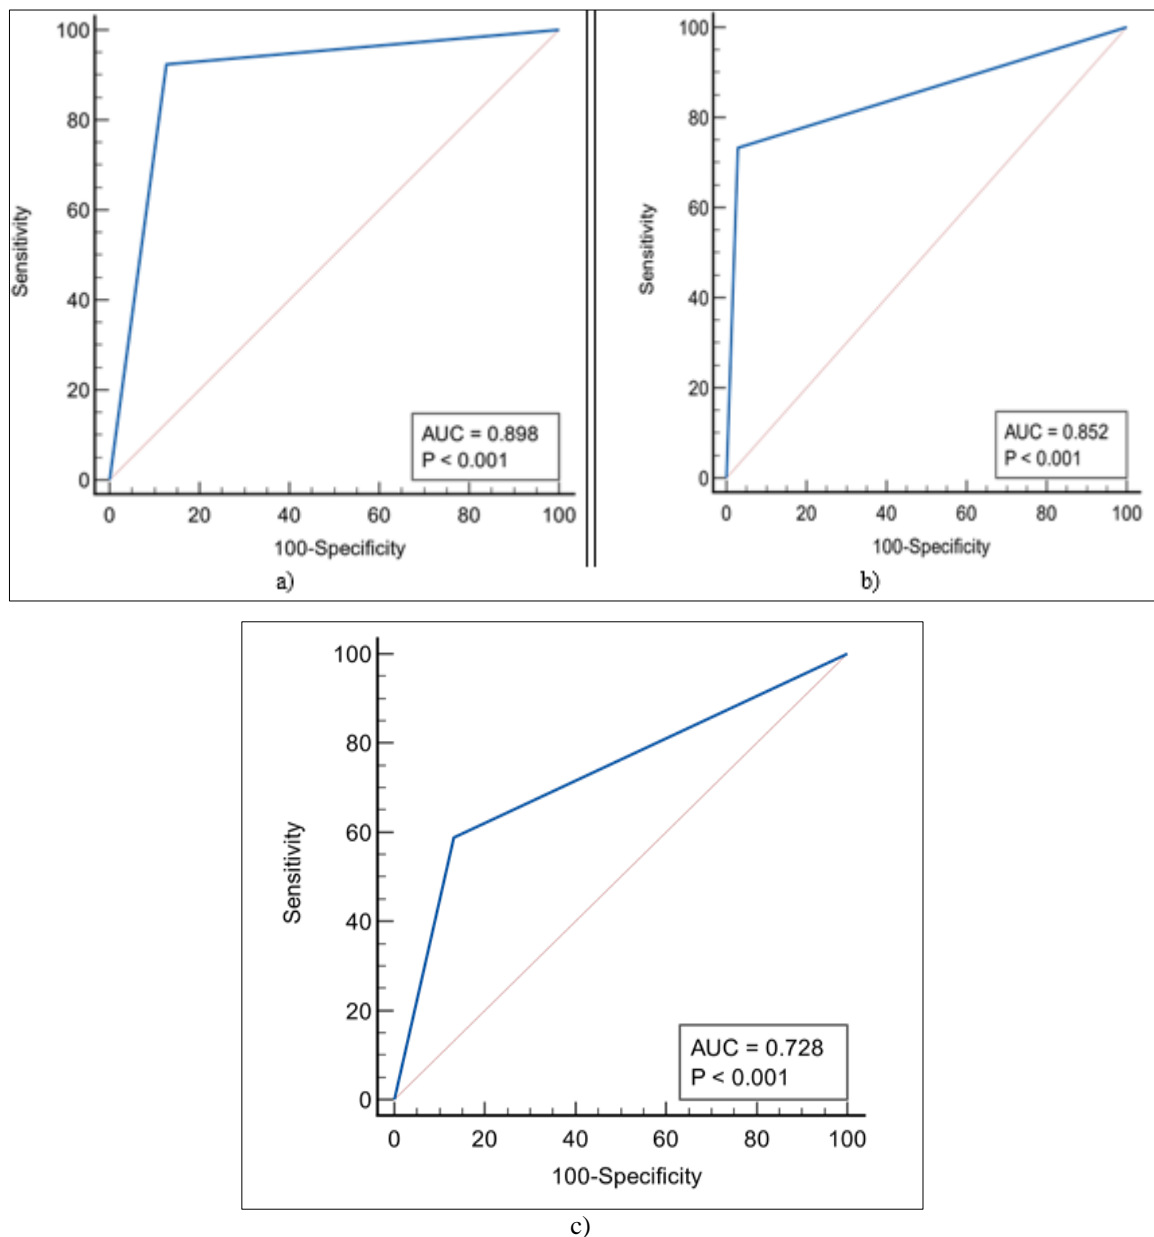 100
80
60
40
20
0
Sensitivity
AUC = 0.898
P < 0.001
0 20 40 60 80 100
100-Specificity
a)
100
80
60
40
20
0
Sensitivity
AUC = 0.852
P < 0.001
0 20 40 60 80 100
100-Specificity
b)
100
80
60
40
20
0
Sensitivity
AUC = 0.728
P < 0.001
0 20 40 60 80 100
100-Specificity
c)